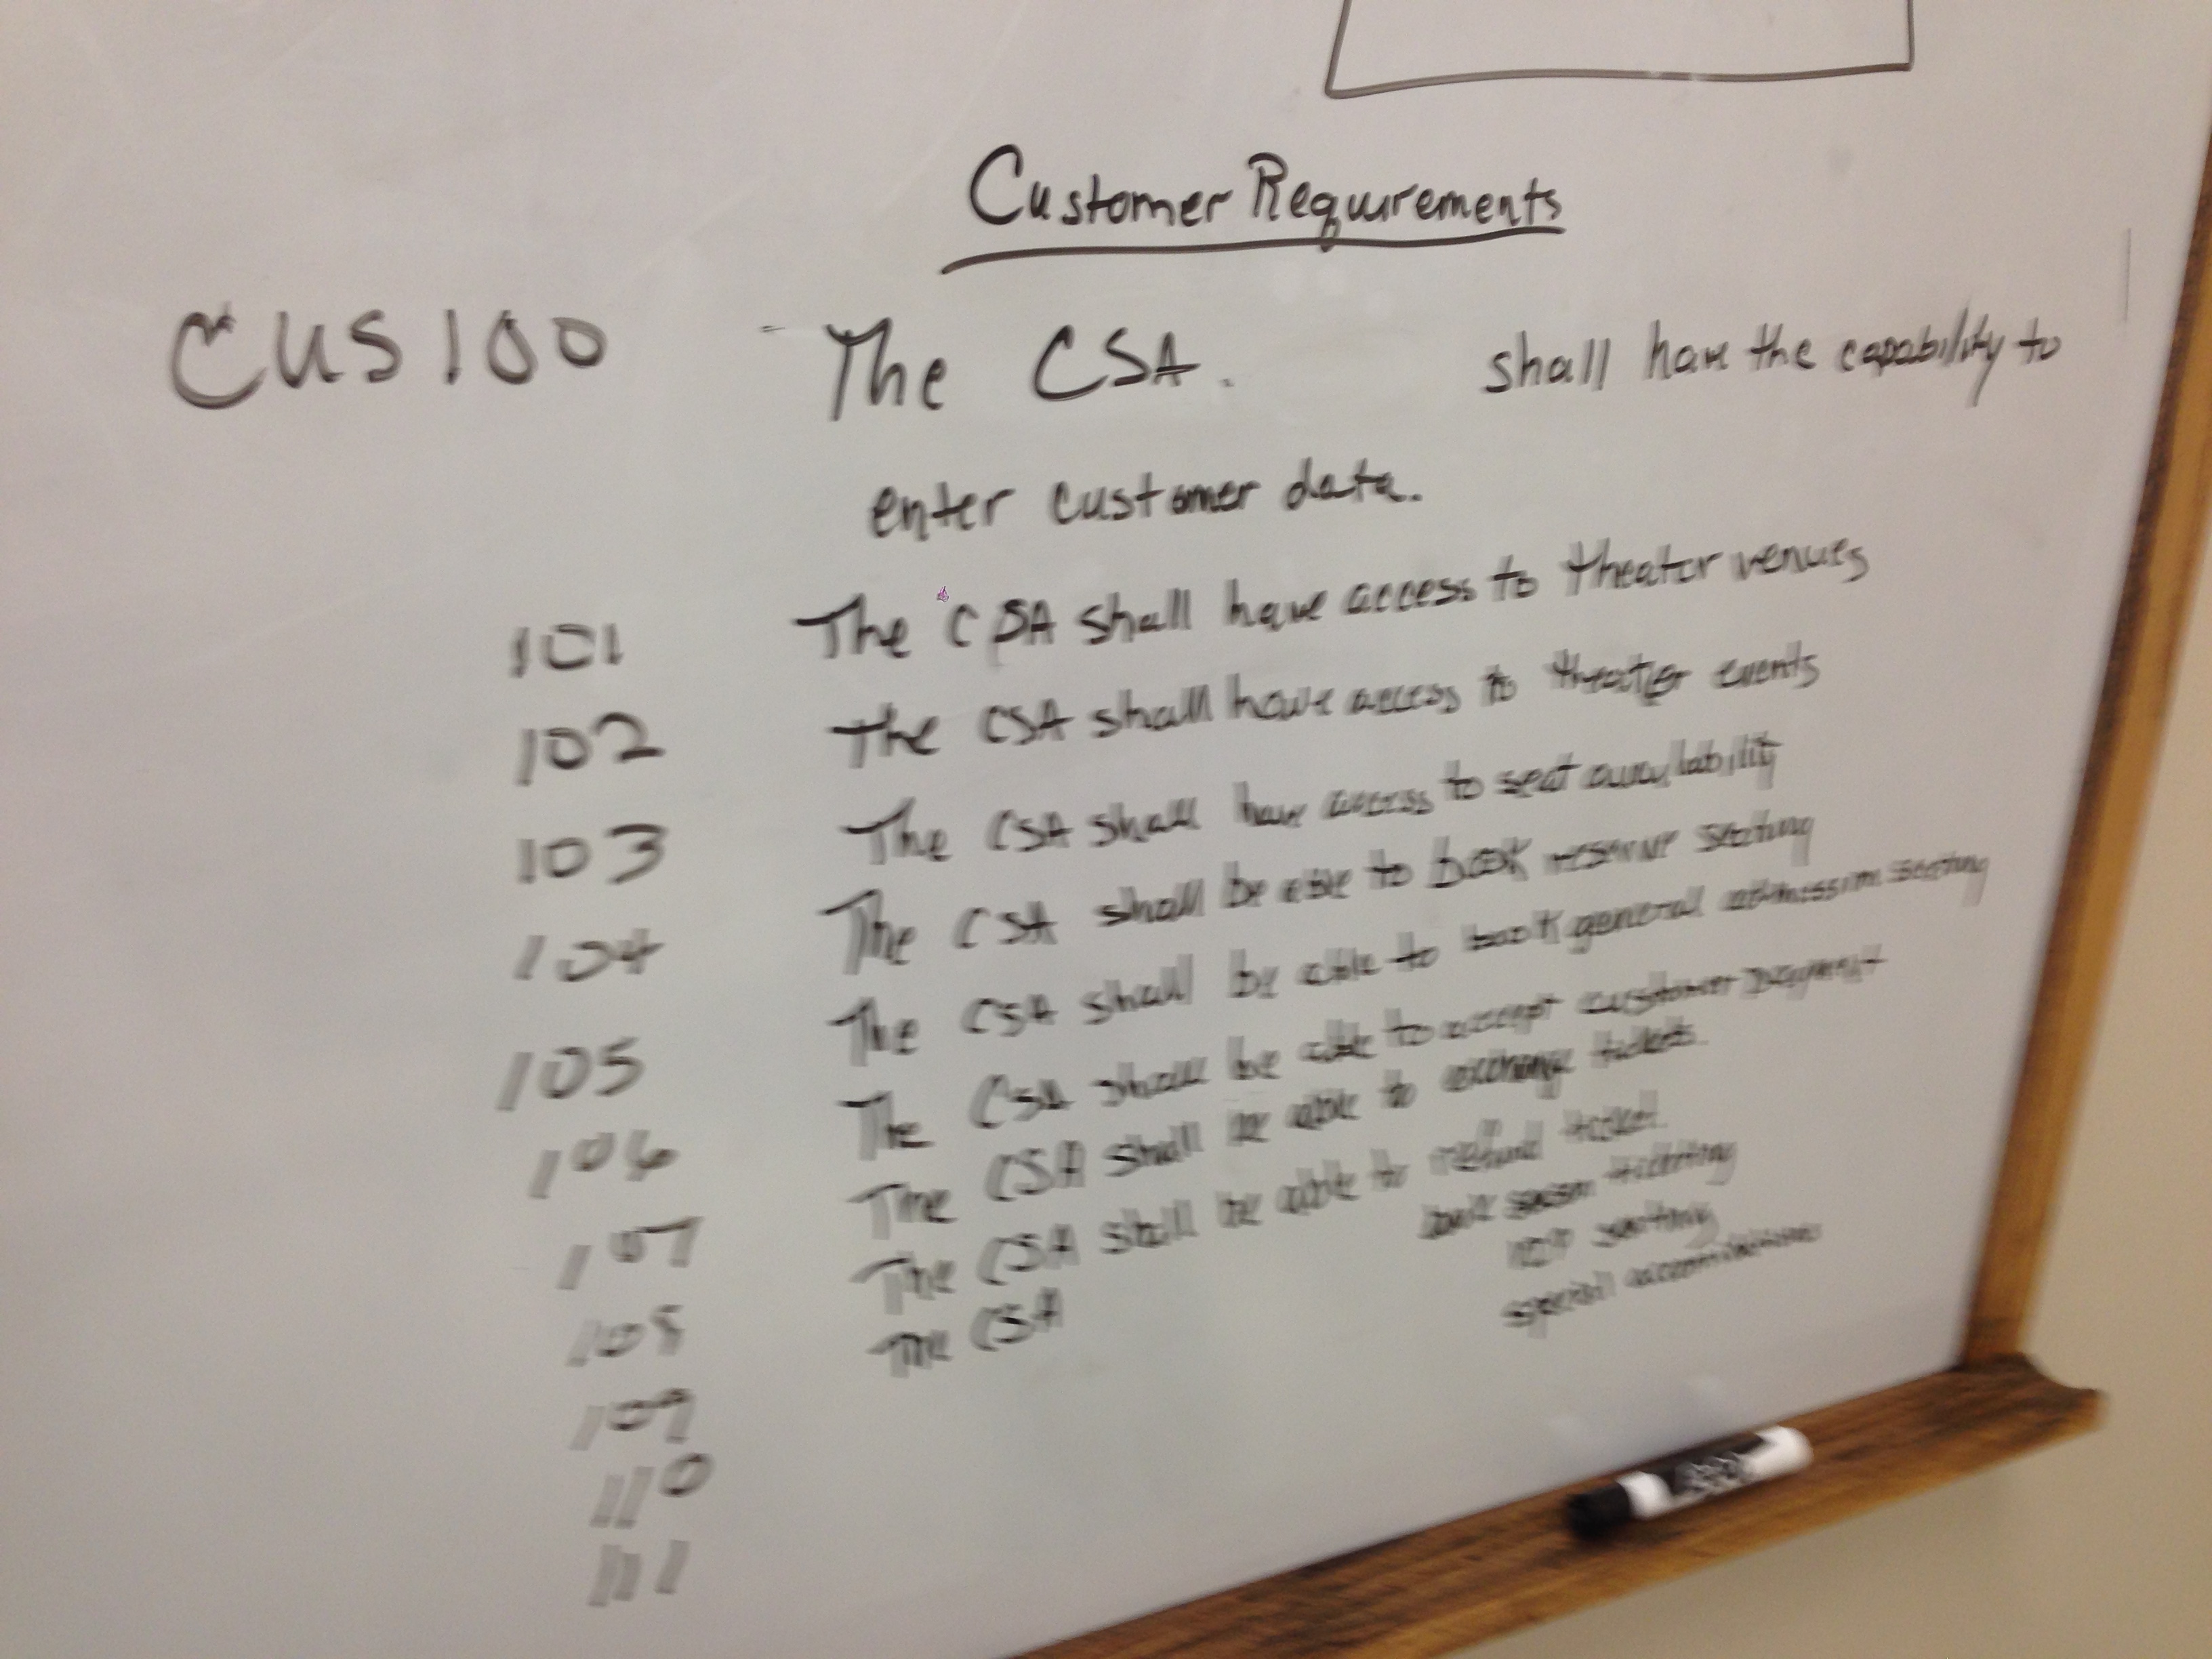 Customer Requirements
CUS 100 The CSA. shall have the capability to
enter customer data.
101 The CSA shall have access to theater venues
102 The CSA shall have access to theater events
103 The CSA shall have access to seat availability
104 The CSA shall be able to book reserve seating
105 The CSA shall be able to book general admission seating
106 The CSA shall be able to accept customer payment
107 The CSA shall be able to exchange tickets.
108 The CSA shall be able to refund ticket.
109 The CSA book season ticketing
110 seating
111 special